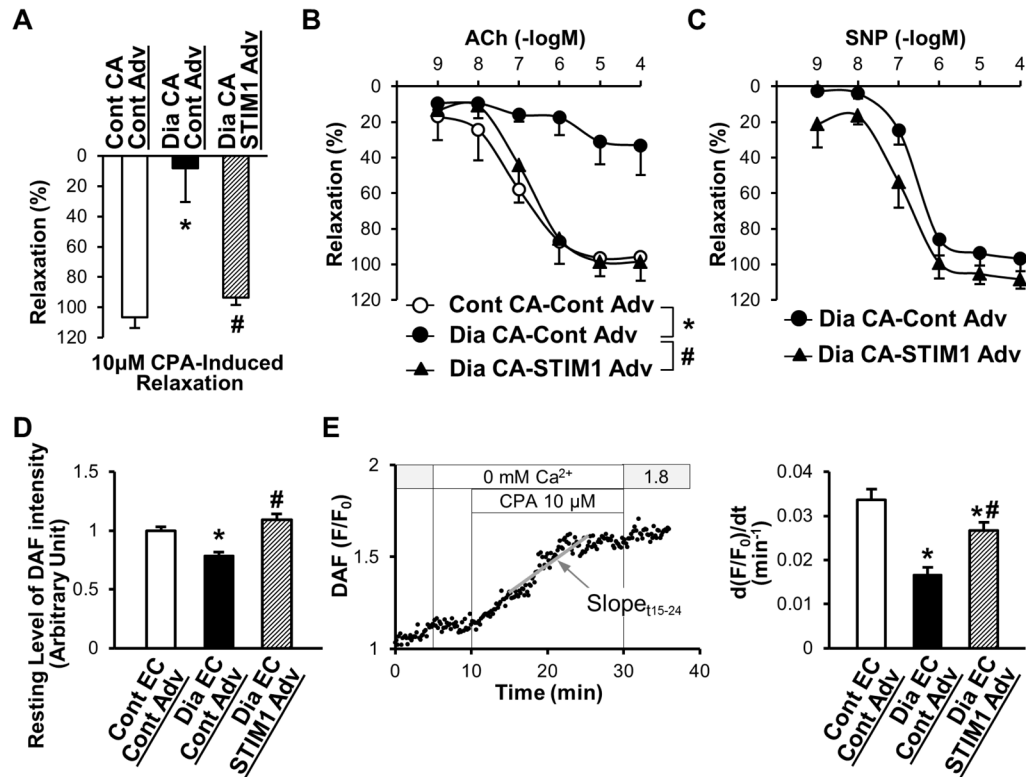 A
Cont CA
Cont Adv
Dia CA
Cont Adv
Dia CA
STIM1 Adv
0
20
40
60
80
100
120
Relaxation (%)
*
#
10µM CPA-Induced
Relaxation
B
ACh (-logM)
9 8 7 6 5 4
0
20
40
60
80
100
120
Relaxation (%)
Cont CA-Cont Adv
Dia CA-Cont Adv
Dia CA-STIM1 Adv
*
#
C
SNP (-logM)
9 8 7 6 5 4
0
20
40
60
80
100
120
Relaxation (%)
Dia CA-Cont Adv
Dia CA-STIM1 Adv
D
Resting Level of DAF intensity
(Arbitrary Unit)
1.5
1
0.5
0
*
#
Cont EC
Cont Adv
Dia EC
Cont Adv
Dia EC
STIM1 Adv
E
DAF (F/F₀)
2
1.5
1
0 mM Ca²⁺
1.8
CPA 10 µM
Slope t15-24
0 10 20 30 40
Time (min)
d(F/F₀)/dt
(min⁻¹)
0.04
0.03
0.02
0.01
0
*
*#
Cont EC
Cont Adv
Dia EC
Cont Adv
Dia EC
STIM1 Adv